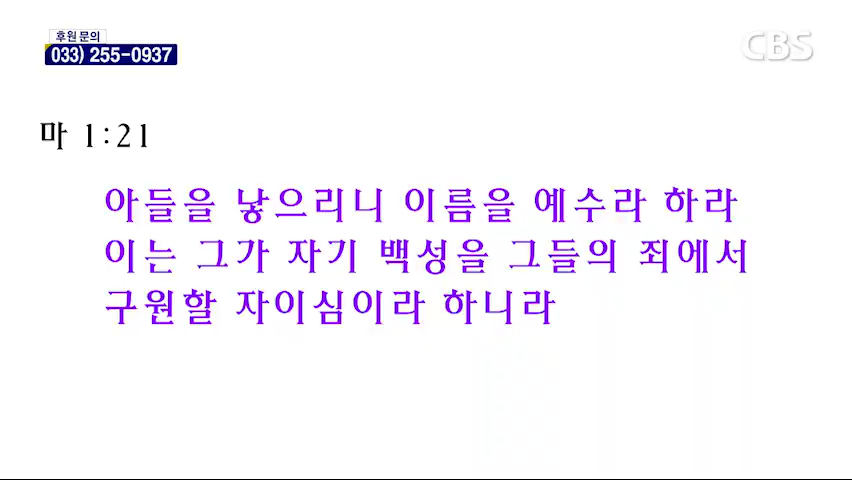 후원 문의
033) 255-0937
CBS
마 1:21
아들을 낳으리니 이름을 예수라 하라
이는 그가 자기 백성을 그들의 죄에서
구원할 자이심이라 하니라